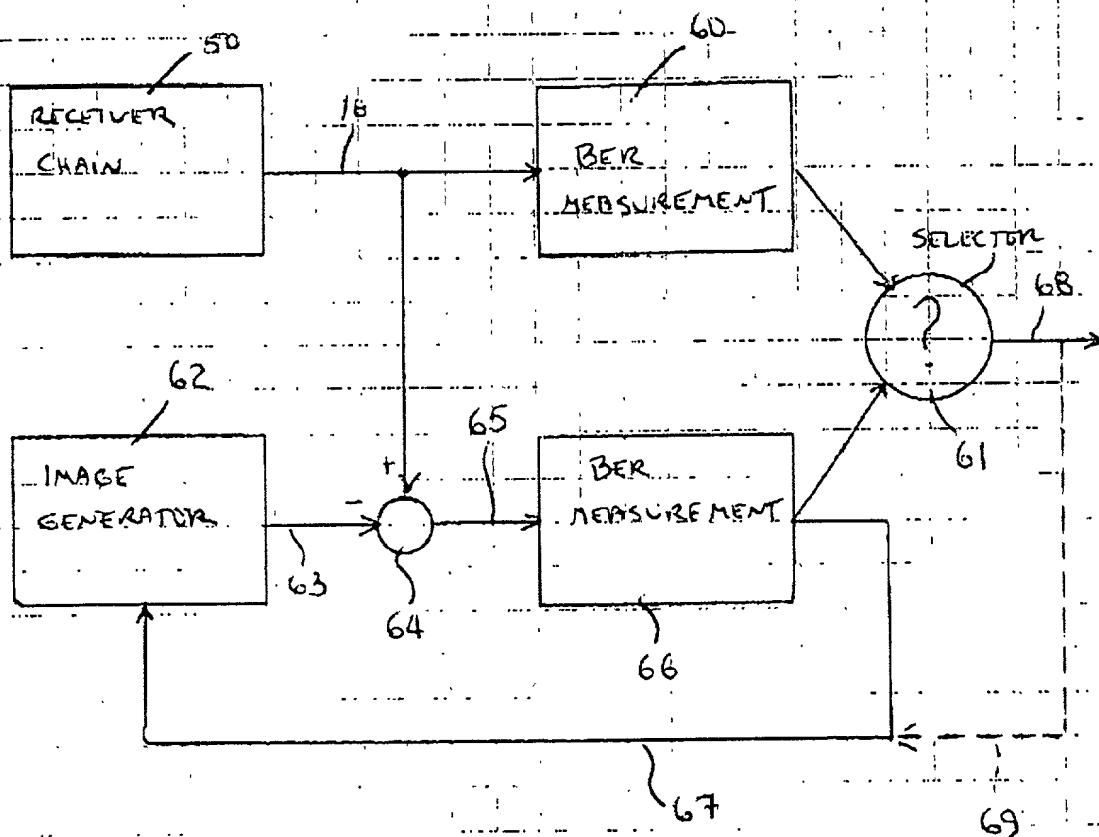 50
60
RECEIVER
CHAIN
18
BER
MEASUREMENT
SELECTOR
68
?
62
65
61
IMAGE
GENERATOR
+
-
BER
MEASUREMENT
63
64
66
67
69